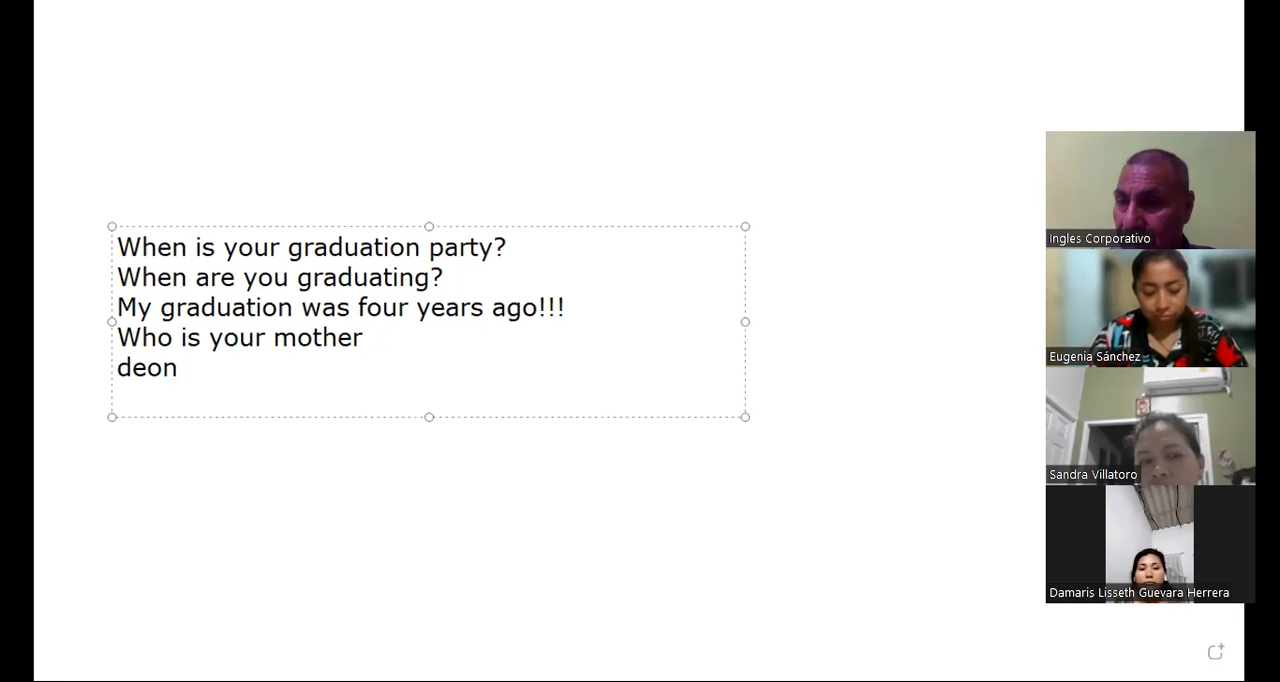 When is your graduation party?
When are you graduating?
My graduation was four years ago!!!
Who is your mother
deon
Ingles Corporativo
Eugenia Sánchez
Sandra Villatoro
Damaris Lisseth Guevara Herrera